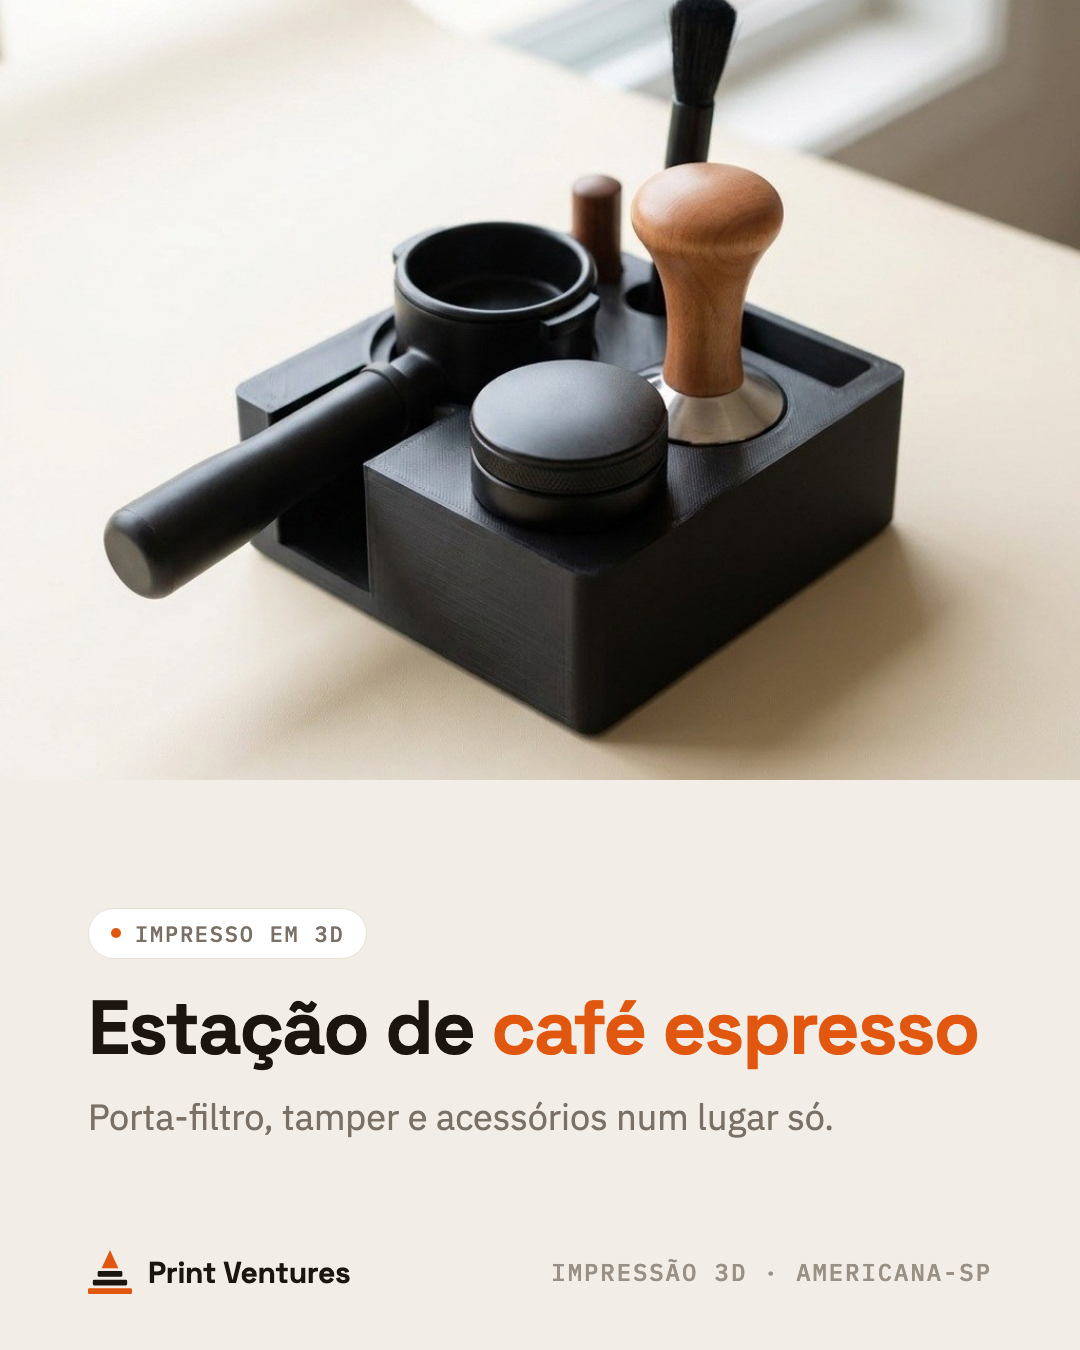 IMPRESSO EM 3D
Estação de café espresso
Porta-filtro, tamper e acessórios num lugar só.
Print Ventures
IMPRESSÃO 3D · AMERICANA-SP